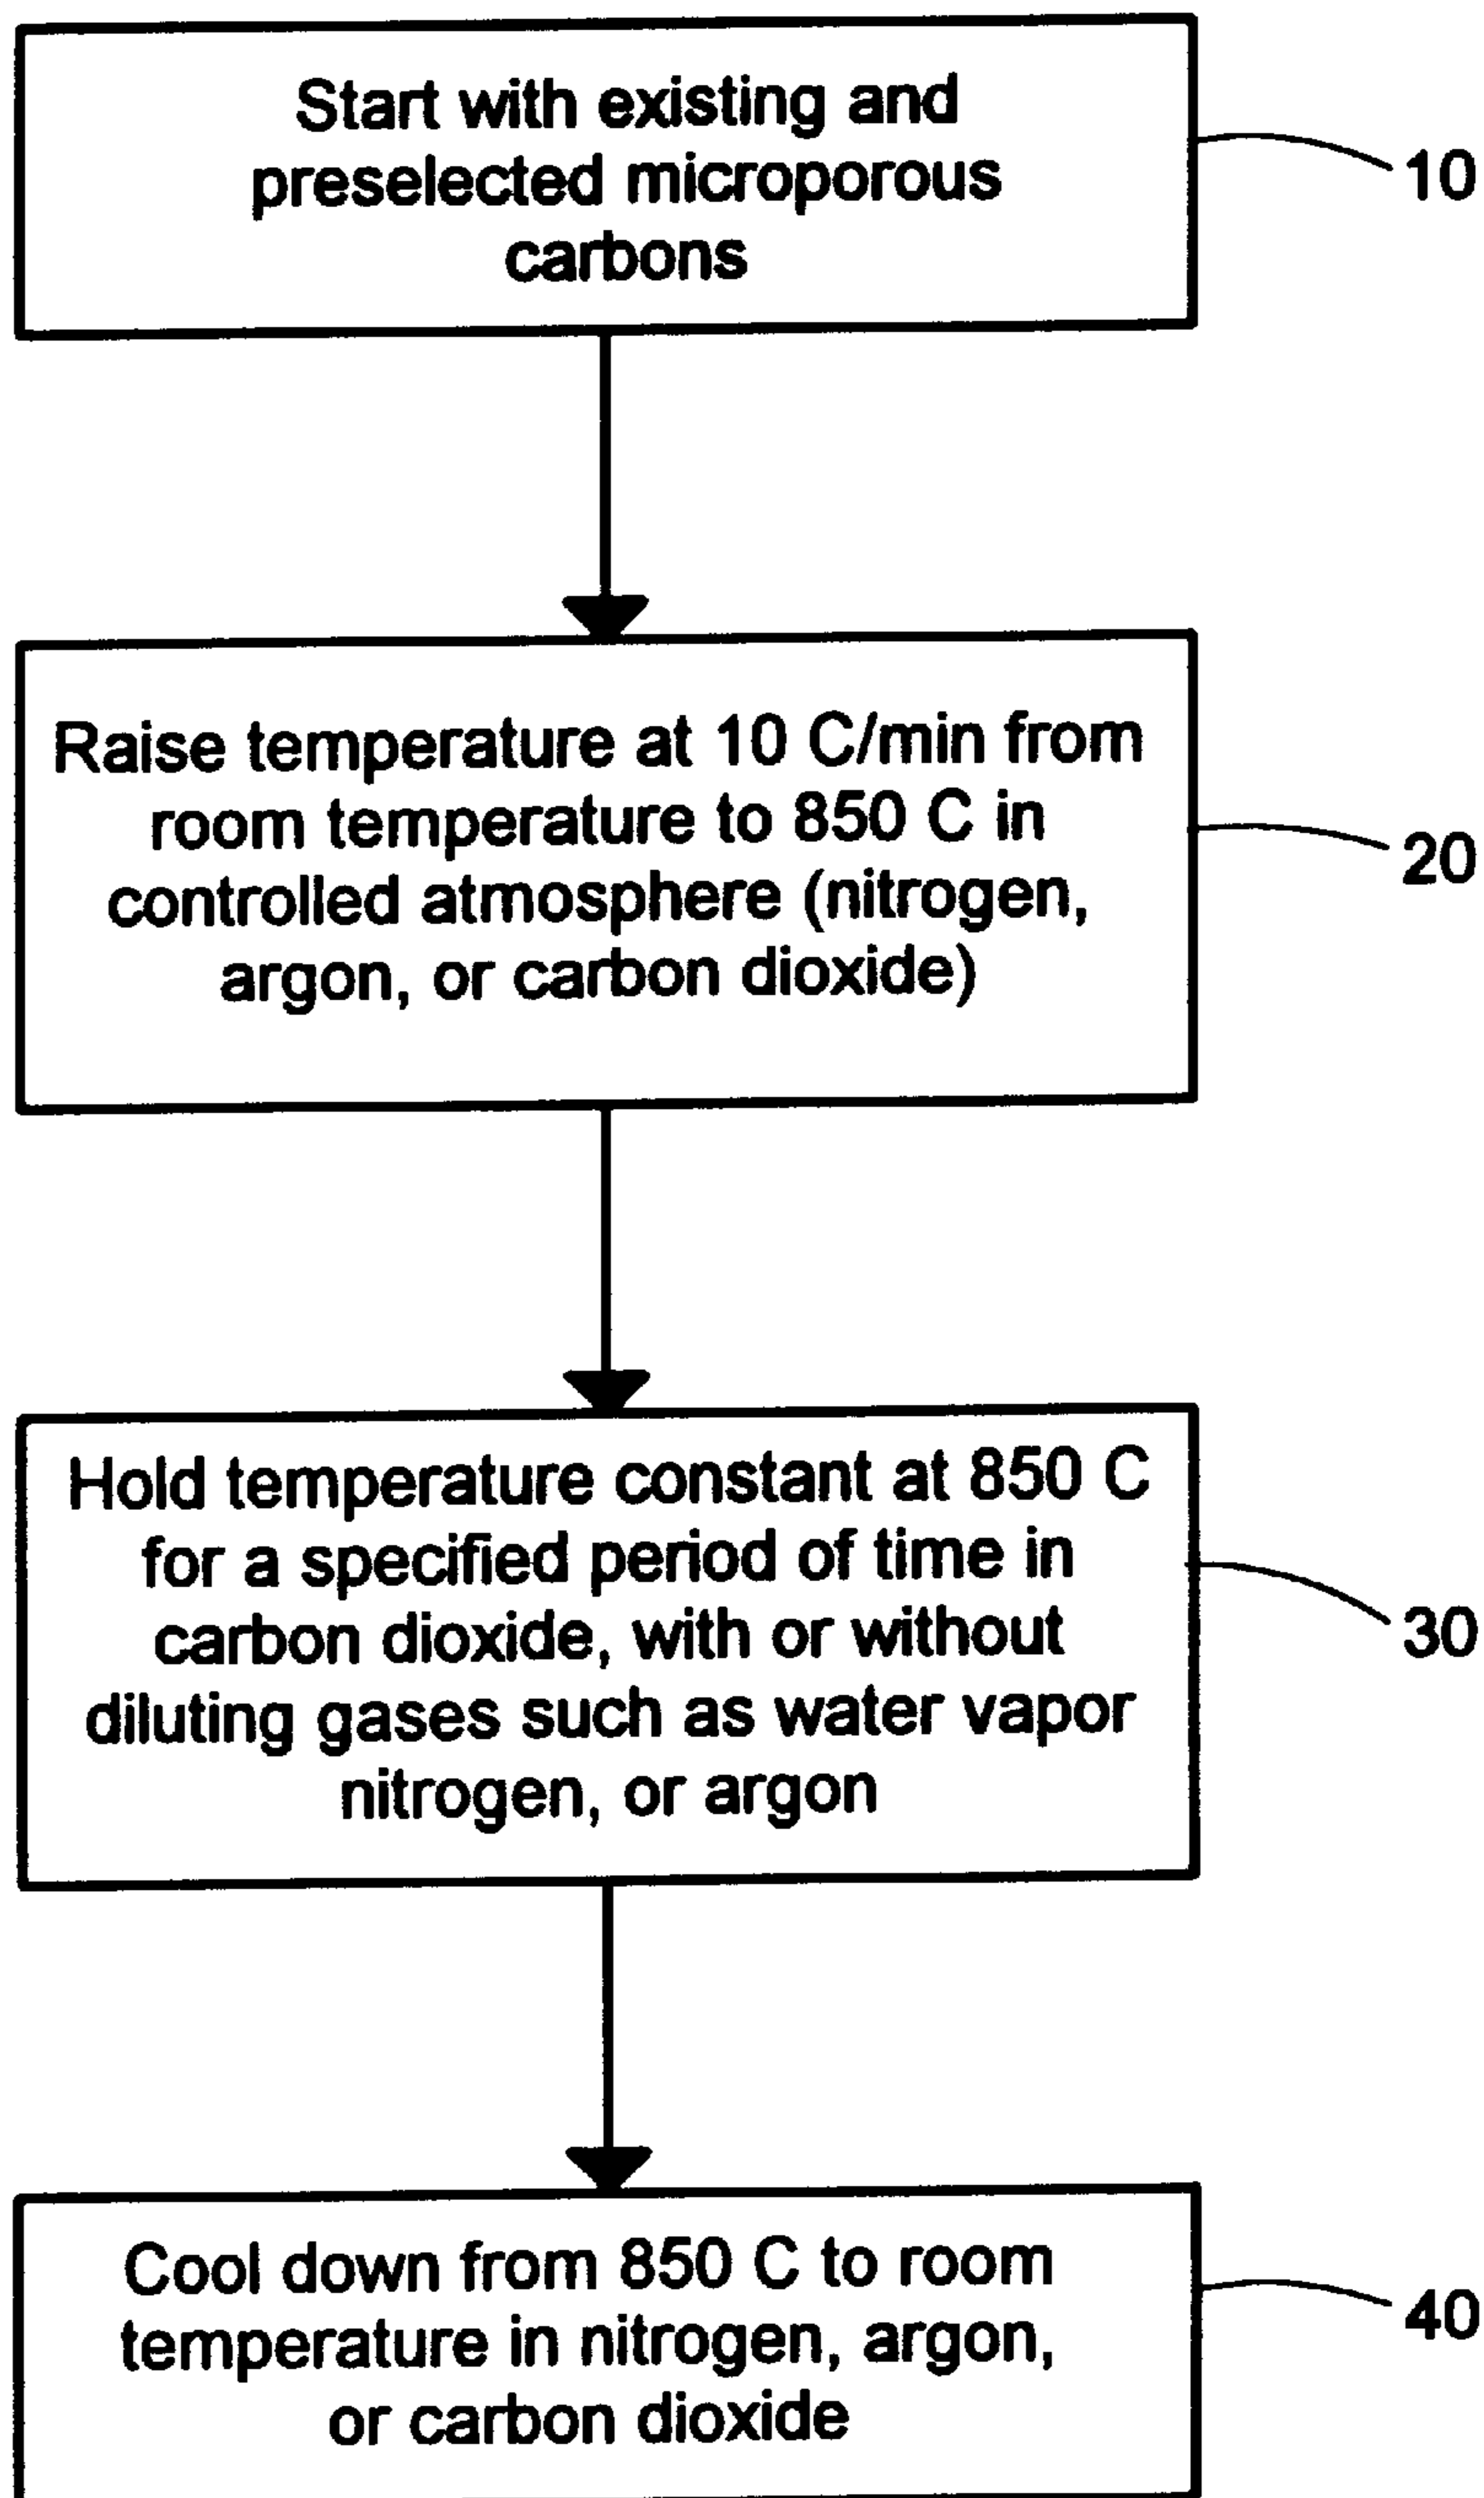 Start with existing and
preselected microporous
carbons
10
Raise temperature at 10 C/min from
room temperature to 850 C in
controlled atmosphere (nitrogen,
argon, or carbon dioxide)
20
Hold temperature constant at 850 C
for a specified period of time in
carbon dioxide, with or without
diluting gases such as water vapor
nitrogen, or argon
30
Cool down from 850 C to room
temperature in nitrogen, argon,
or carbon dioxide
40